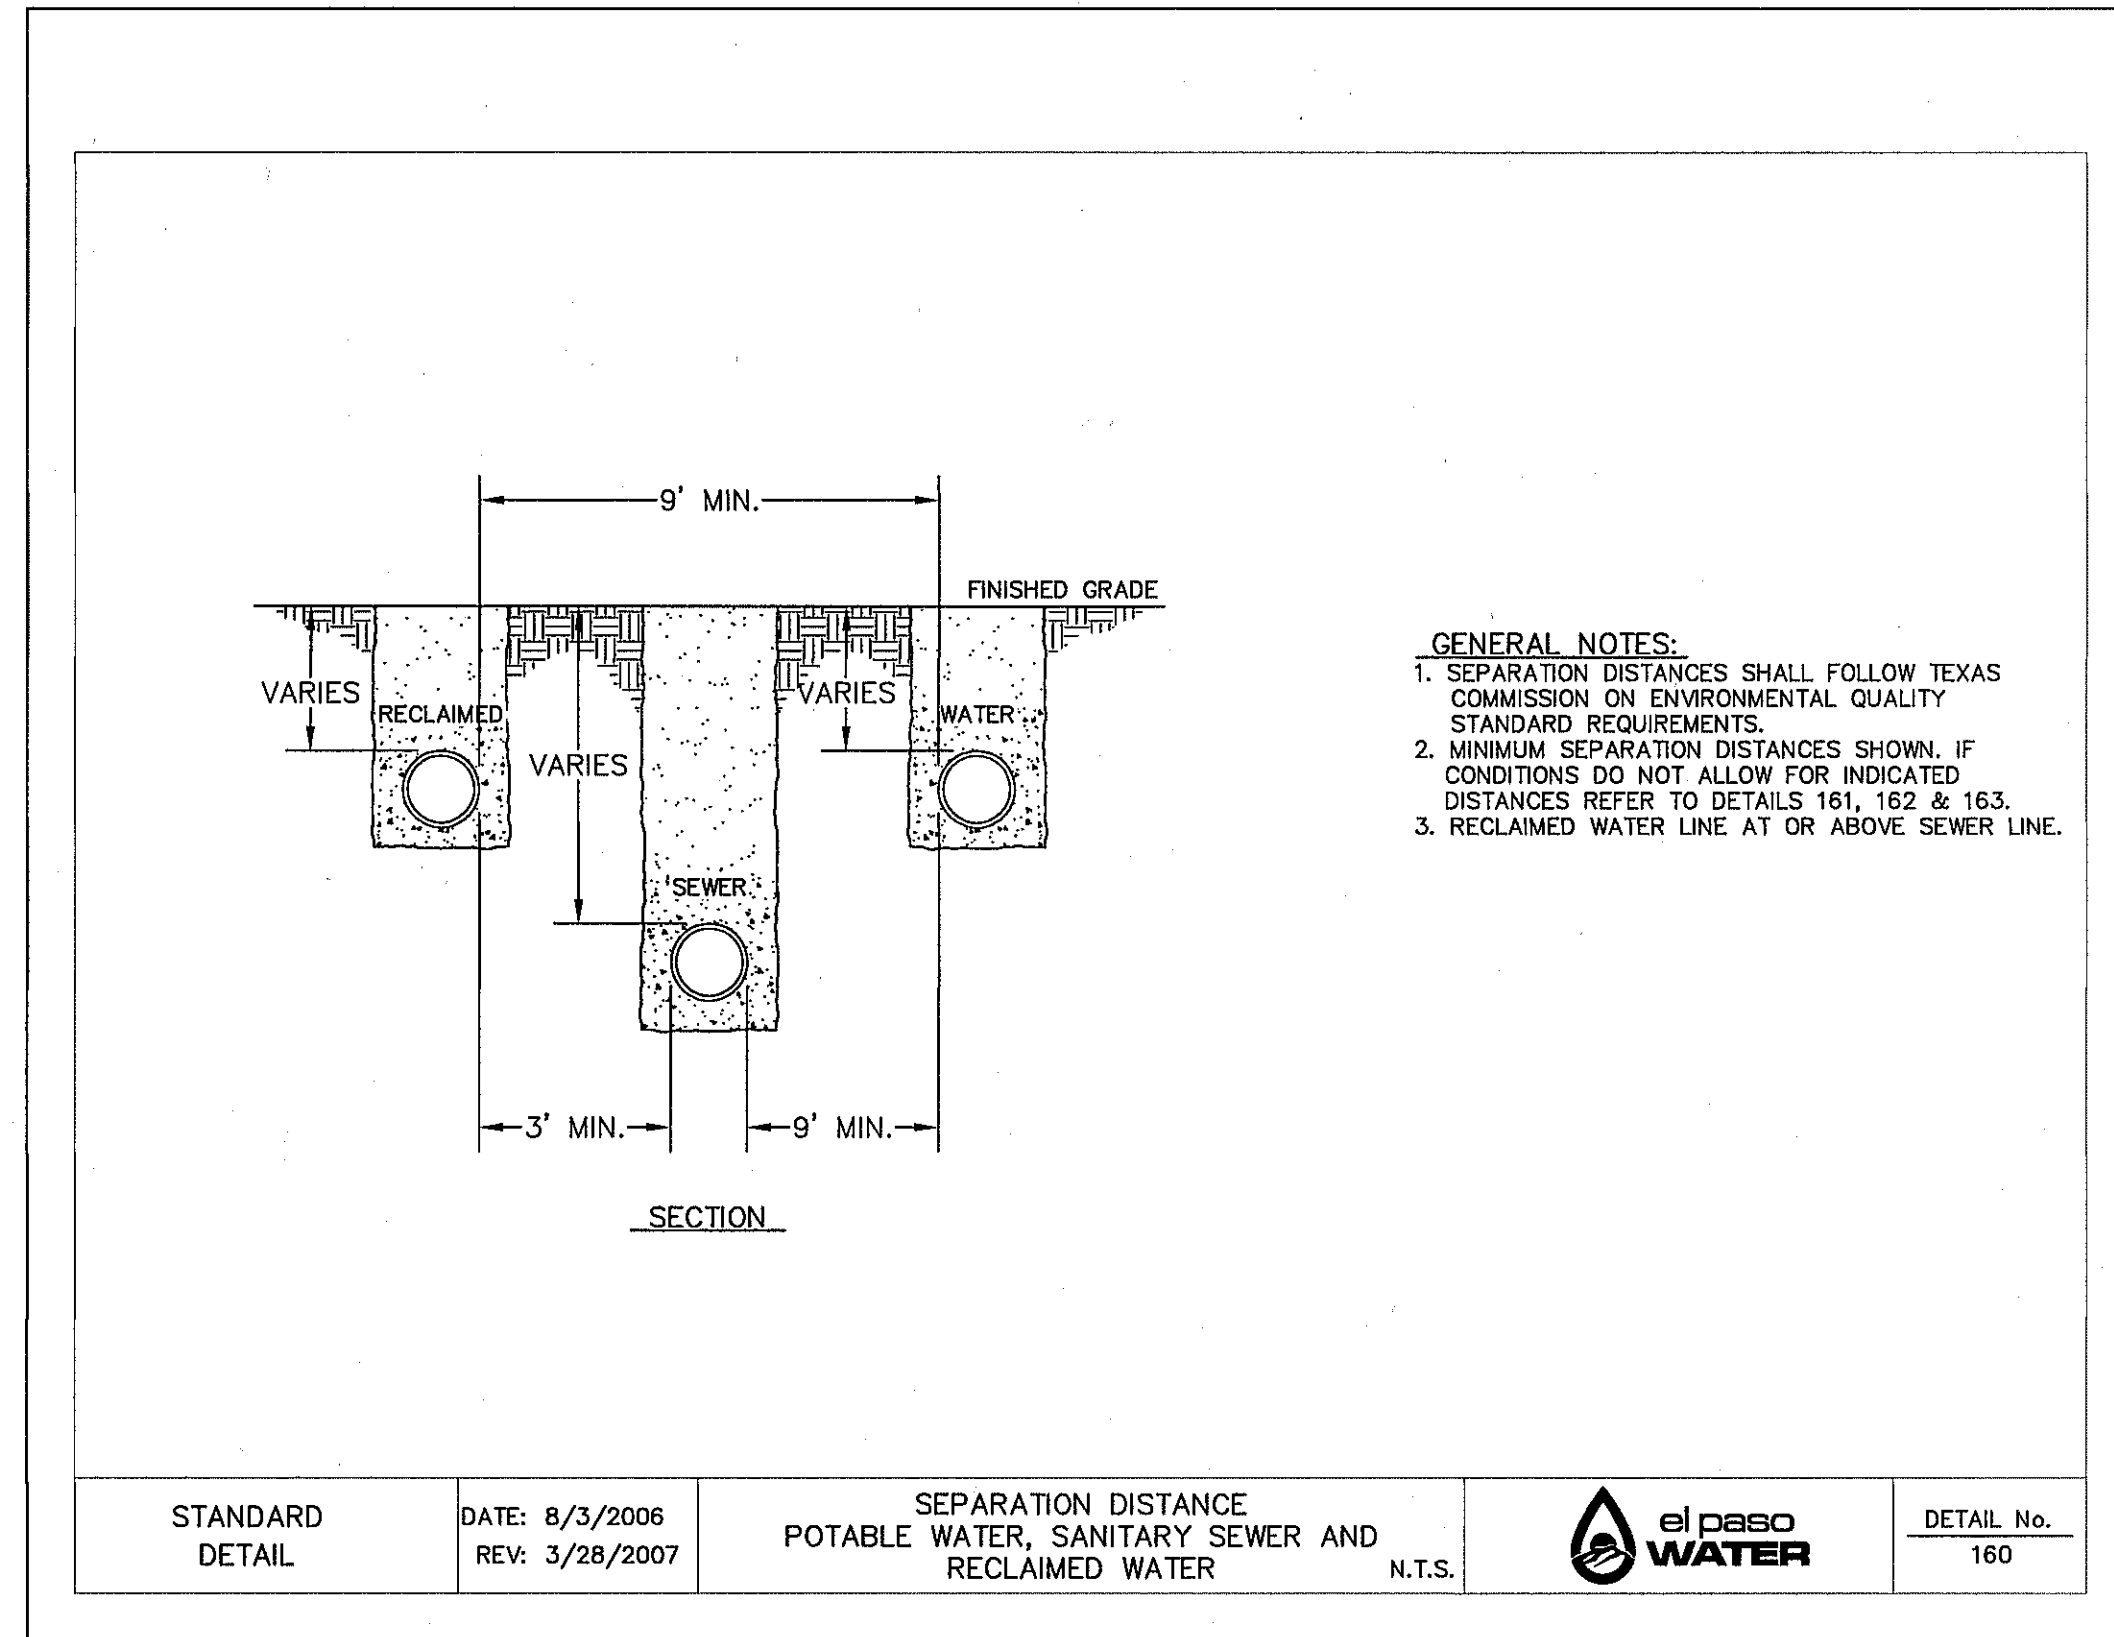 9' MIN.
FINISHED GRADE
VARIES
RECLAIMED
VARIES
VARIES
WATER
SEWER
3' MIN.
9' MIN.
SECTION
GENERAL NOTES:
1. SEPARATION DISTANCES SHALL FOLLOW TEXAS
COMMISSION ON ENVIRONMENTAL QUALITY
STANDARD REQUIREMENTS.
2. MINIMUM SEPARATION DISTANCES SHOWN. IF
CONDITIONS DO NOT ALLOW FOR INDICATED
DISTANCES REFER TO DETAILS 161, 162 & 163.
3. RECLAIMED WATER LINE AT OR ABOVE SEWER LINE.
STANDARD
DETAIL
DATE: 8/3/2006
REV: 3/28/2007
SEPARATION DISTANCE
POTABLE WATER, SANITARY SEWER AND
RECLAIMED WATER
N.T.S.
el paso
WATER
DETAIL No.
160